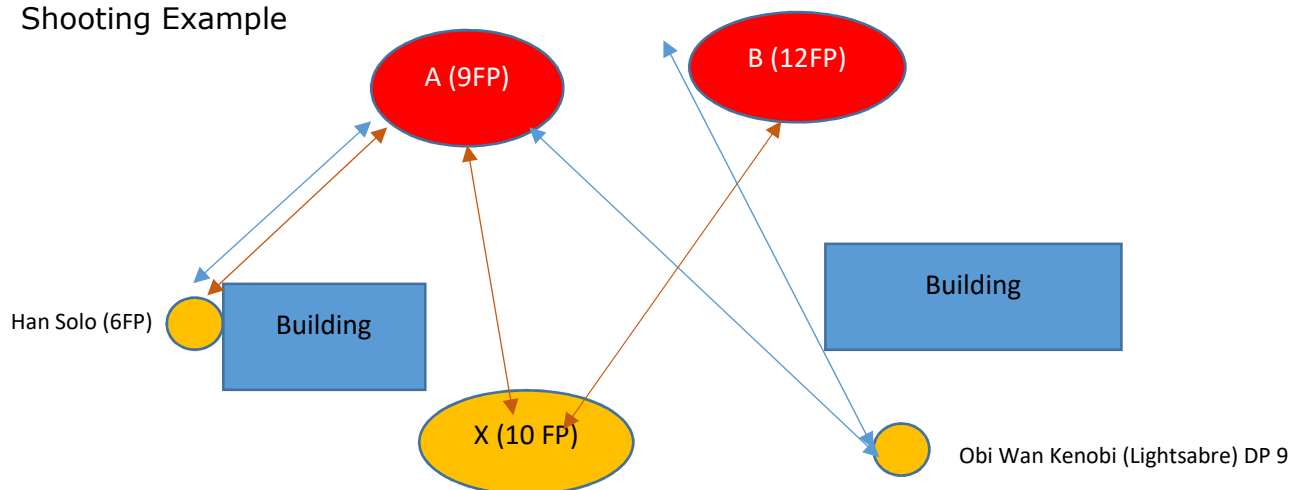 Shooting Example
A (9FP)
B (12FP)
Building
Han Solo (6FP)
Building
X (10 FP)
Obi Wan Kenobi (Lightsabre) DP 9